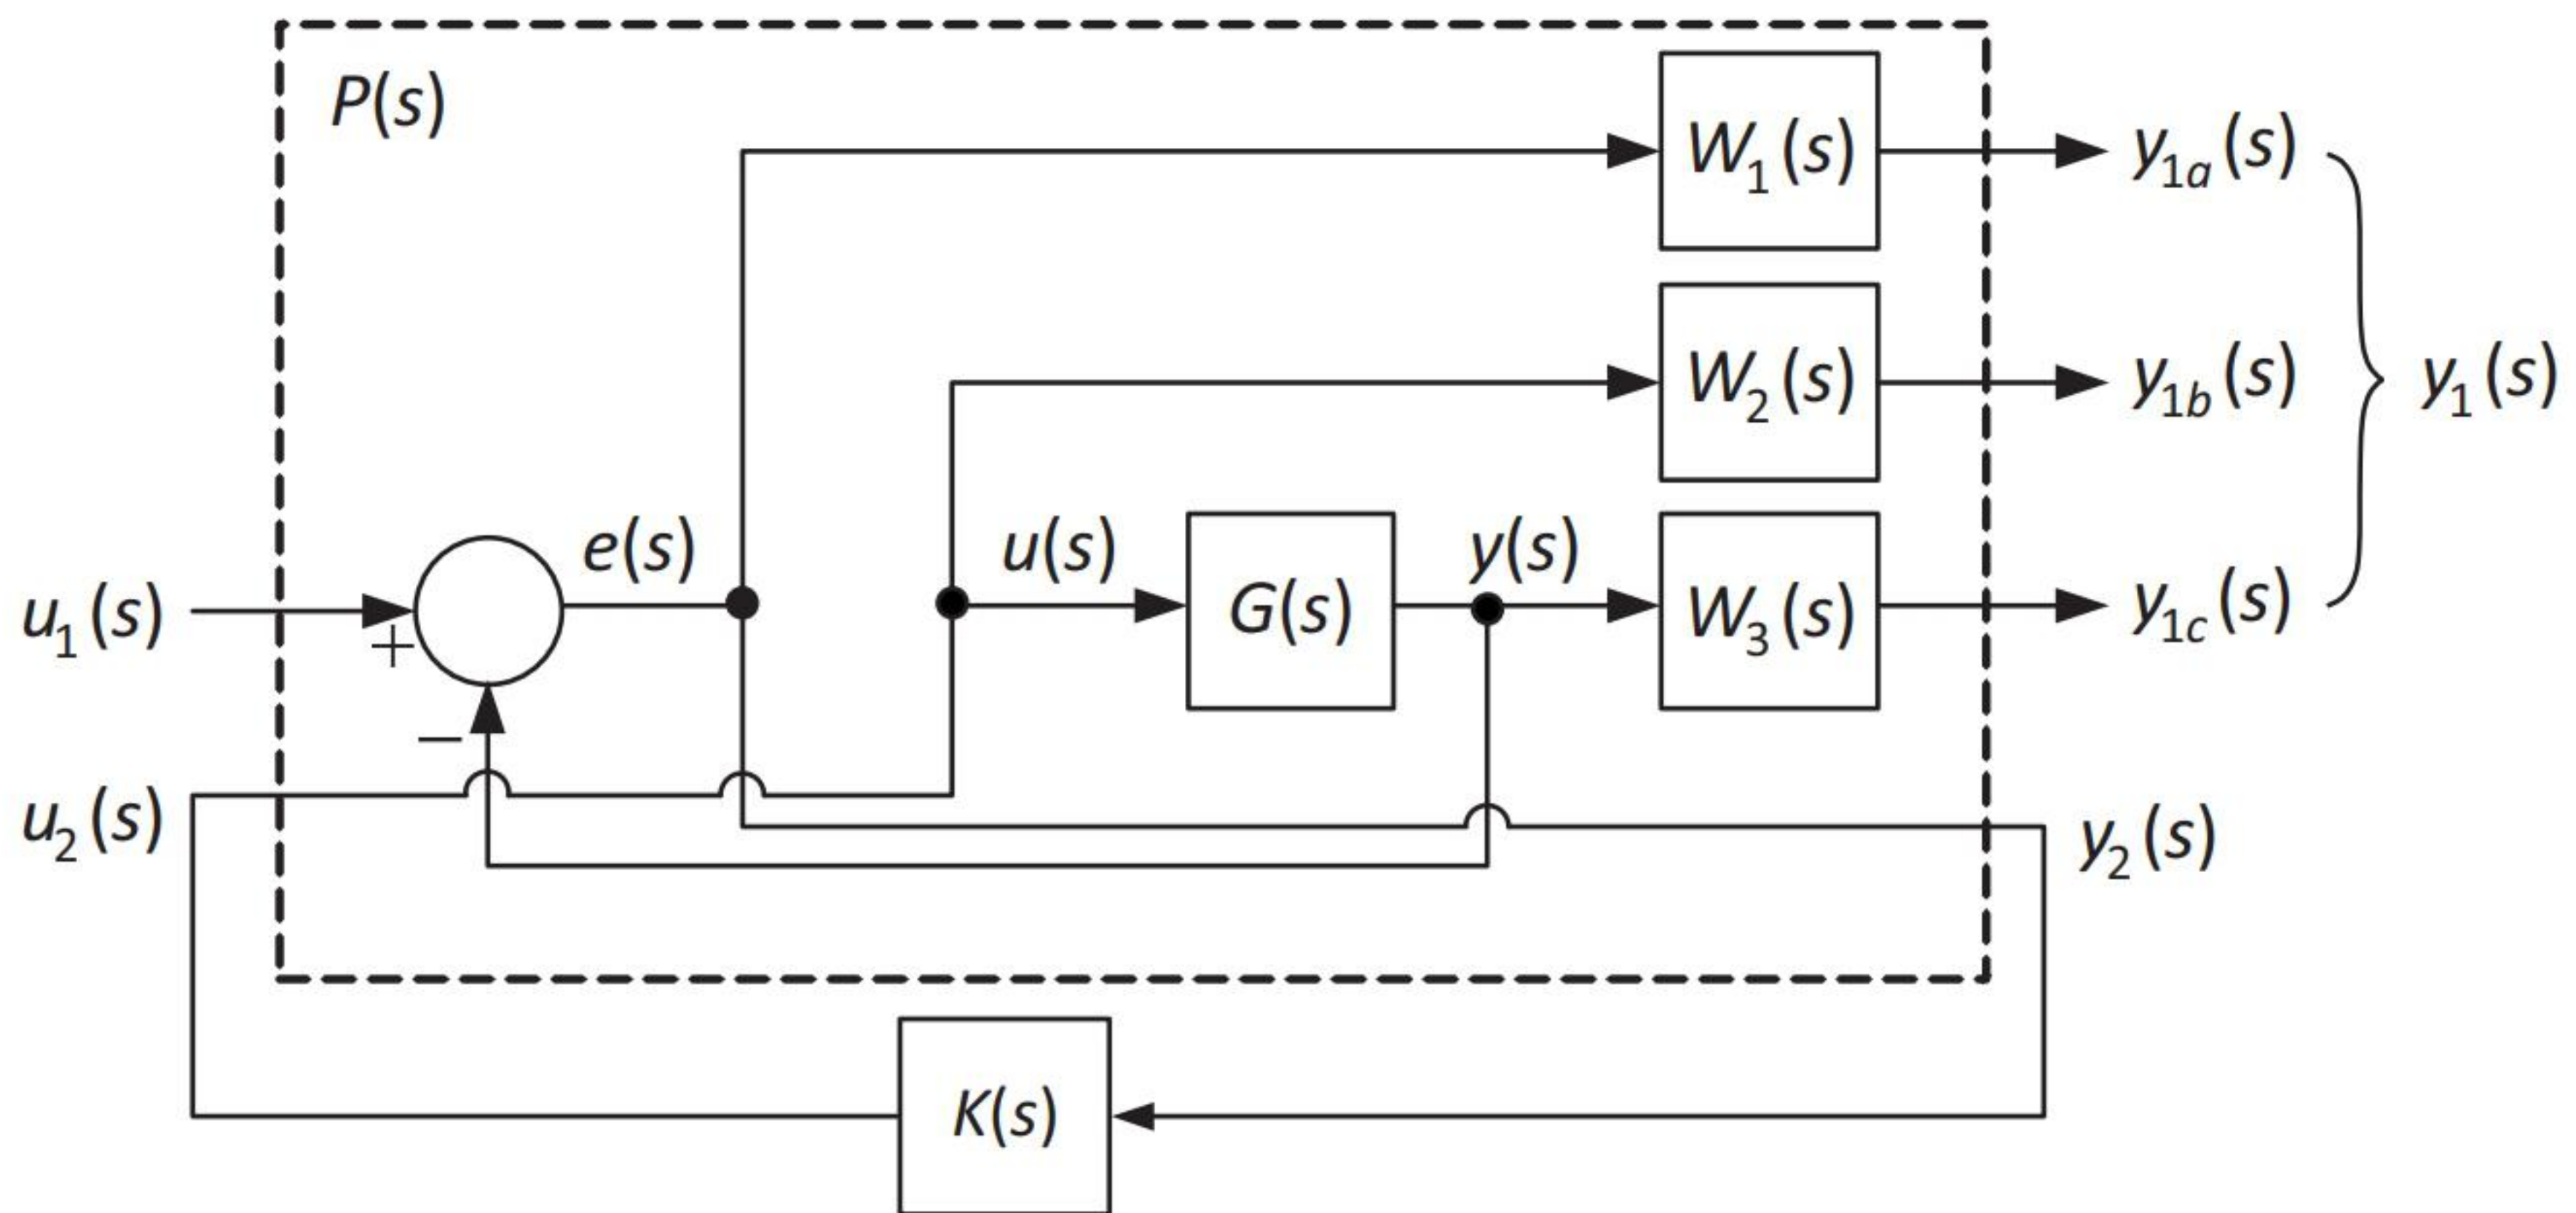 P(s)
W₁(s)
y₁ₐ(s)
W₂(s)
y₁b(s)
y₁(s)
e(s)
u(s)
y(s)
u₁(s)
+
G(s)
W₃(s)
y₁c(s)
−
u₂(s)
y₂(s)
K(s)